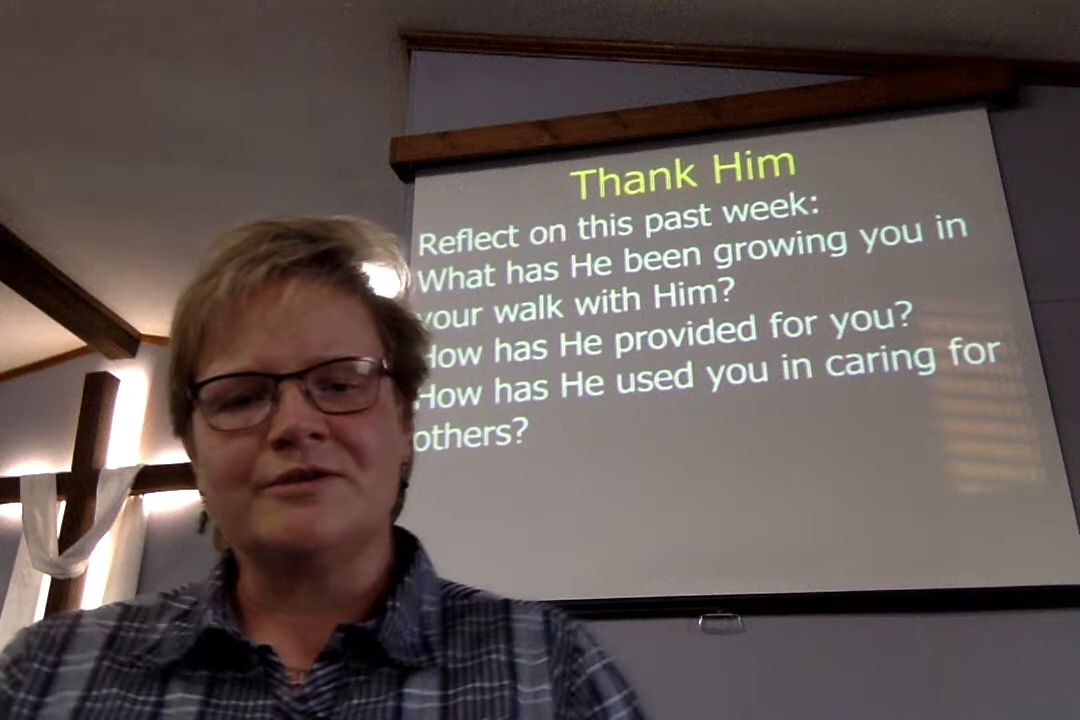 Thank Him
Reflect on this past week:
What has He been growing you in
your walk with Him?
How has He provided for you?
How has He used you in caring for
others?